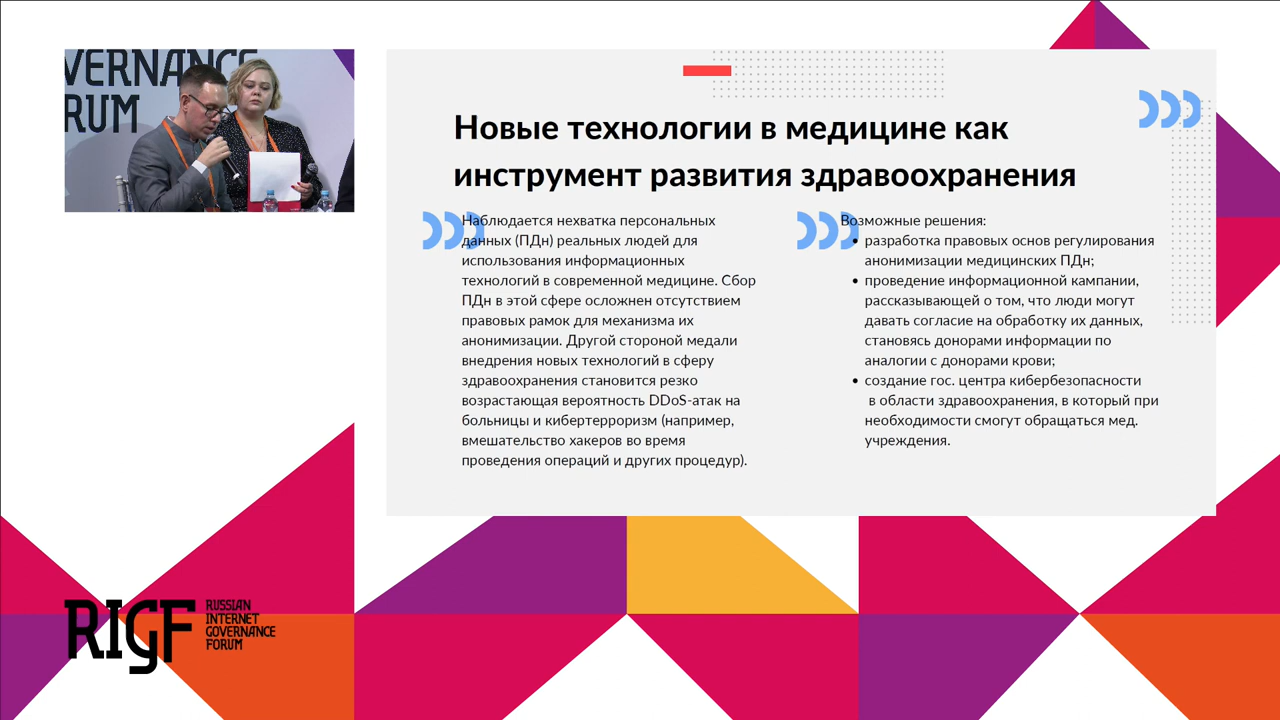 VERNANCE
FORUM
Новые технологии в медицине как
инструмент развития здравоохранения
Наблюдается нехватка персональных
данных (ПДн) реальных людей для
использования информационных
технологий в современной медицине. Сбор
ПДн в этой сфере осложнен отсутствием
правовых рамок для механизма их
анонимизации. Другой стороной медали
внедрения новых технологий в сферу
здравоохранения становится резко
возрастающая вероятность DDoS-атак на
больницы и кибертерроризм (например,
вмешательство хакеров во время
проведения операций и других процедур).
Возможные решения:
• разработка правовых основ регулирования
анонимизации медицинских ПДн;
• проведение информационной кампании,
рассказывающей о том, что люди могут
давать согласие на обработку их данных,
становясь донорами информации по
аналогии с донорами крови;
• создание гос. центра кибербезопасности
в области здравоохранения, в который при
необходимости смогут обращаться мед.
учреждения.
RIGF
RUSSIAN
INTERNET
GOVERNANCE
FORUM